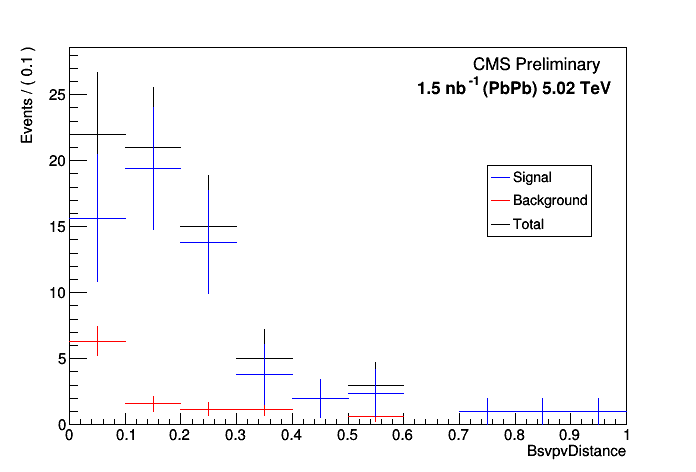 CMS Preliminary
1.5 nb-1 (PbPb) 5.02 TeV
Events / ( 0.1 )
25
20
15
10
5
0
Signal
Background
Total
0 0.1 0.2 0.3 0.4 0.5 0.6 0.7 0.8 0.9 1
BsvpvDistance